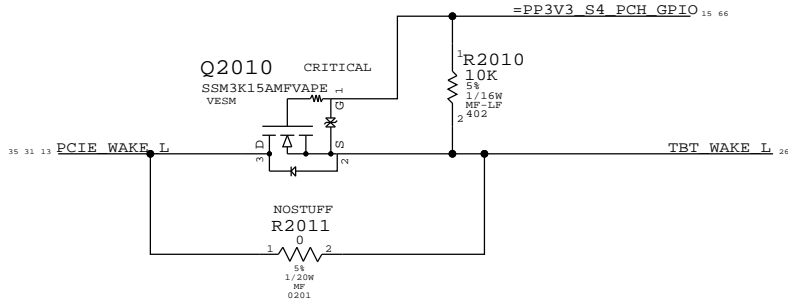 =PP3V3_S4_PCH_GPIO 15 66
Q2010 CRITICAL
SSM3K15AMFVAPE
VESM
G 1
1
R2010
10K
5%
1/16W
MF-LF
402
2
35 31 13 PCIE_WAKE_L
3 D
S 2
TBT_WAKE_L 26
NOSTUFF
R2011
1 0 2
5%
1/20W
MF
0201